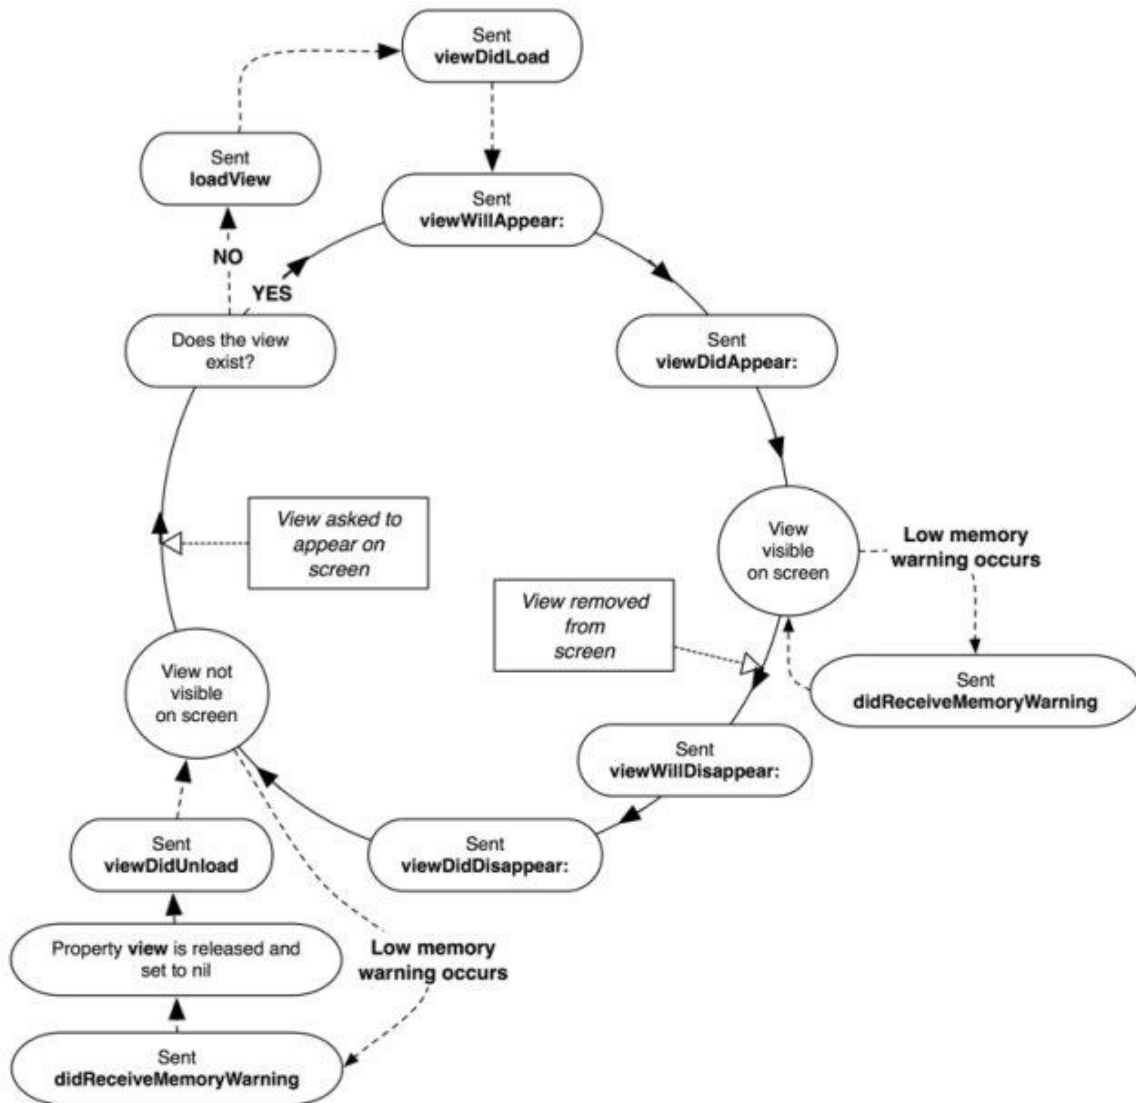 Sent
viewDidLoad
Sent
loadView
Sent
viewWillAppear:
NO
YES
Does the view
exist?
Sent
viewDidAppear:
View asked to
appear on
screen
View
visible
on screen
Low memory
warning occurs
View removed
from
screen
View not
visible
on screen
Sent
didReceiveMemoryWarning
Sent
viewWillDisappear:
Sent
viewDidUnload
Sent
viewDidDisappear:
Property view is released and
set to nil
Low memory
warning occurs
Sent
didReceiveMemoryWarning